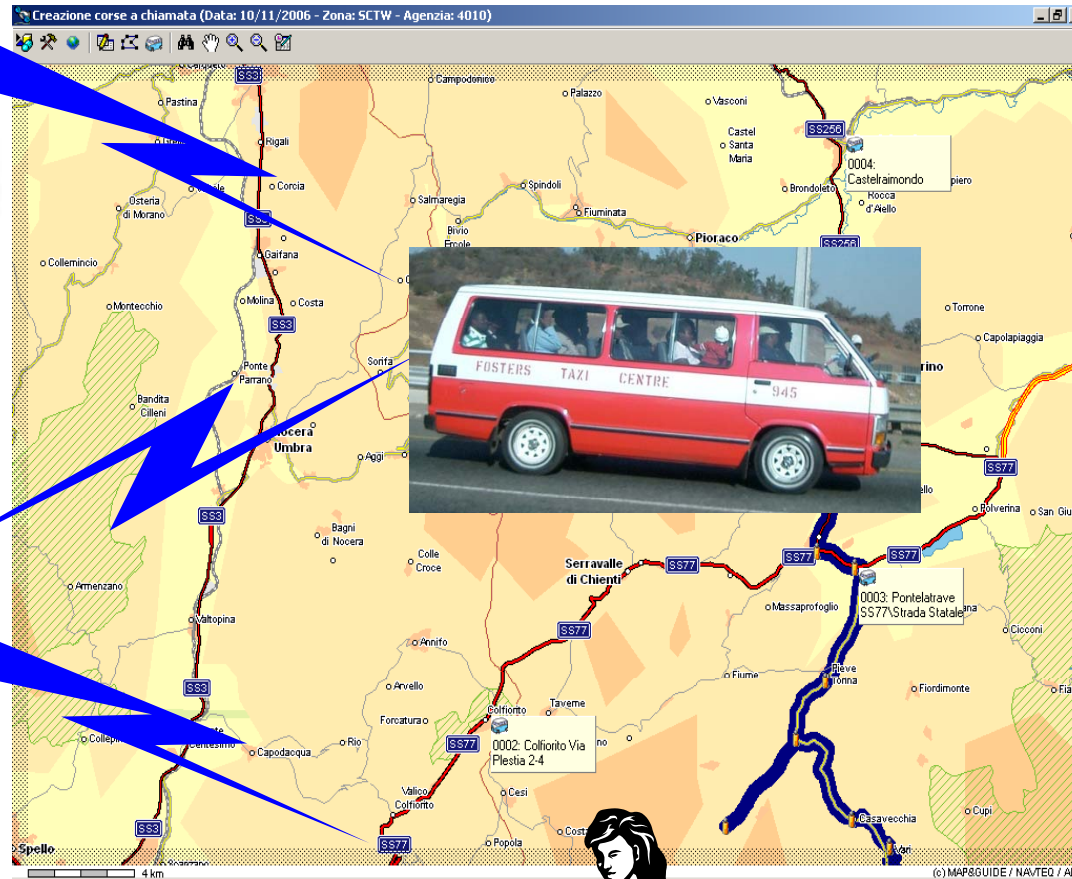 Creazione corse a chiamata (Data: 10/11/2006 - Zona: SCTW - Agenzia: 4010)
SS3
Campodonico
Palazzo
Vasconi
Pastina
SS256
Castel
Santa
Maria
Rigali
0004:
Castelraimondo
Corcia
Spindoli
Brondoleto
Rocca
d'Aiello
Osteria
di Morano
Salmaregia
Fiuminata
Bivio
Ercole
Pioraco
SS256
Gaifana
Collemincio
Montecchio
Molina
Costa
Torrone
SS3
Capolapiaggia
Sorifa
Ponte
Parrano
FOSTERS TAXI CENTRE 945
Bandita
Cilleni
Nocera
Umbra
Aggi
SS77
Polverina
San Giu
SS3
Bagni
di Nocera
Colle
Croce
Serravalle
di Chienti
SS77
SS77
SS77
Armenzano
0003: Pontelatrave
SS77\Strada Statale
Massaprofoglio
Valtopina
Cicconi
SS77
Annifo
Fiume
Pieve
Torina
SS3
Arvello
Fiordimonte
Forcatura
Colfiorito
Taverne
0002: Colfiorito Via
Plestia 2-4
Capodacqua
Rio
SS77
Valico
Colfiorito
Cesi
Cupi
Casavecchia
SS3
SS77
Popola
Spello
Vari
4 km
(c) MAP&GUIDE / NAVTEQ / A